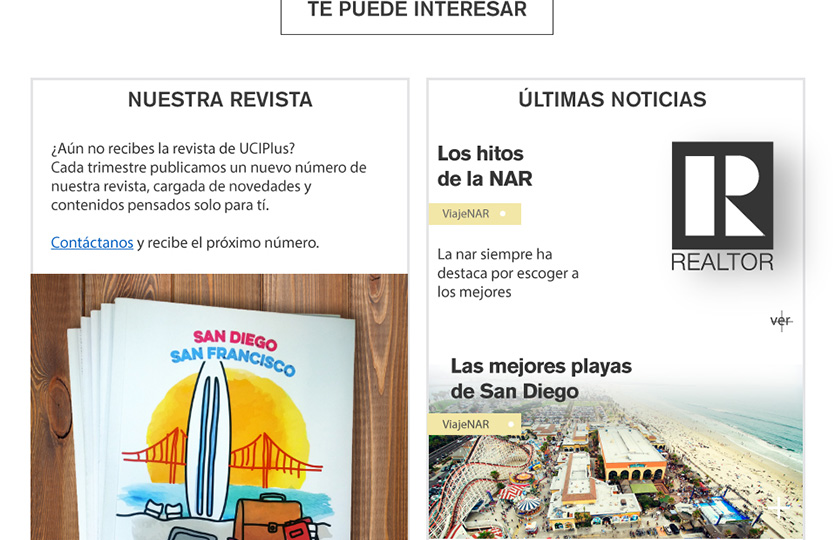 TE PUEDE INTERESAR
NUESTRA REVISTA
¿Aún no recibes la revista de UCIPlus?
Cada trimestre publicamos un nuevo número de
nuestra revista, cargada de novedades y
contenidos pensados solo para tí.
Contáctanos y recibe el próximo número.
SAN DIEGO
SAN FRANCISCO
ÚLTIMAS NOTICIAS
Los hitos
de la NAR
ViajeNAR
La nar siempre ha
destaca por escoger a
los mejores
R
REALTOR
ver
Las mejores playas
de San Diego
ViajeNAR